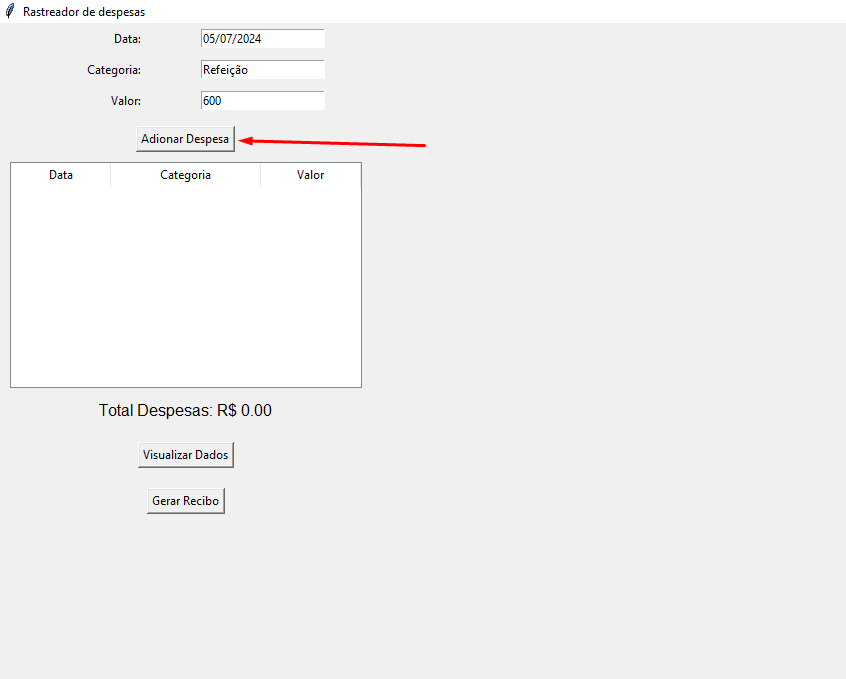 Rastreador de despesas
Data: 05/07/2024
Categoria: Refeição
Valor: 600
Adionar Despesa
Data Categoria Valor
Total Despesas: R$ 0.00
Visualizar Dados
Gerar Recibo